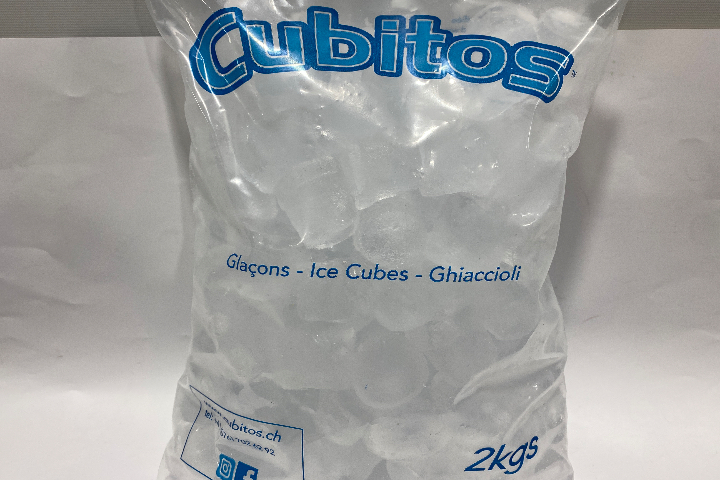 Cubitos
Glaçons - Ice Cubes - Ghiaccioli
2kgs